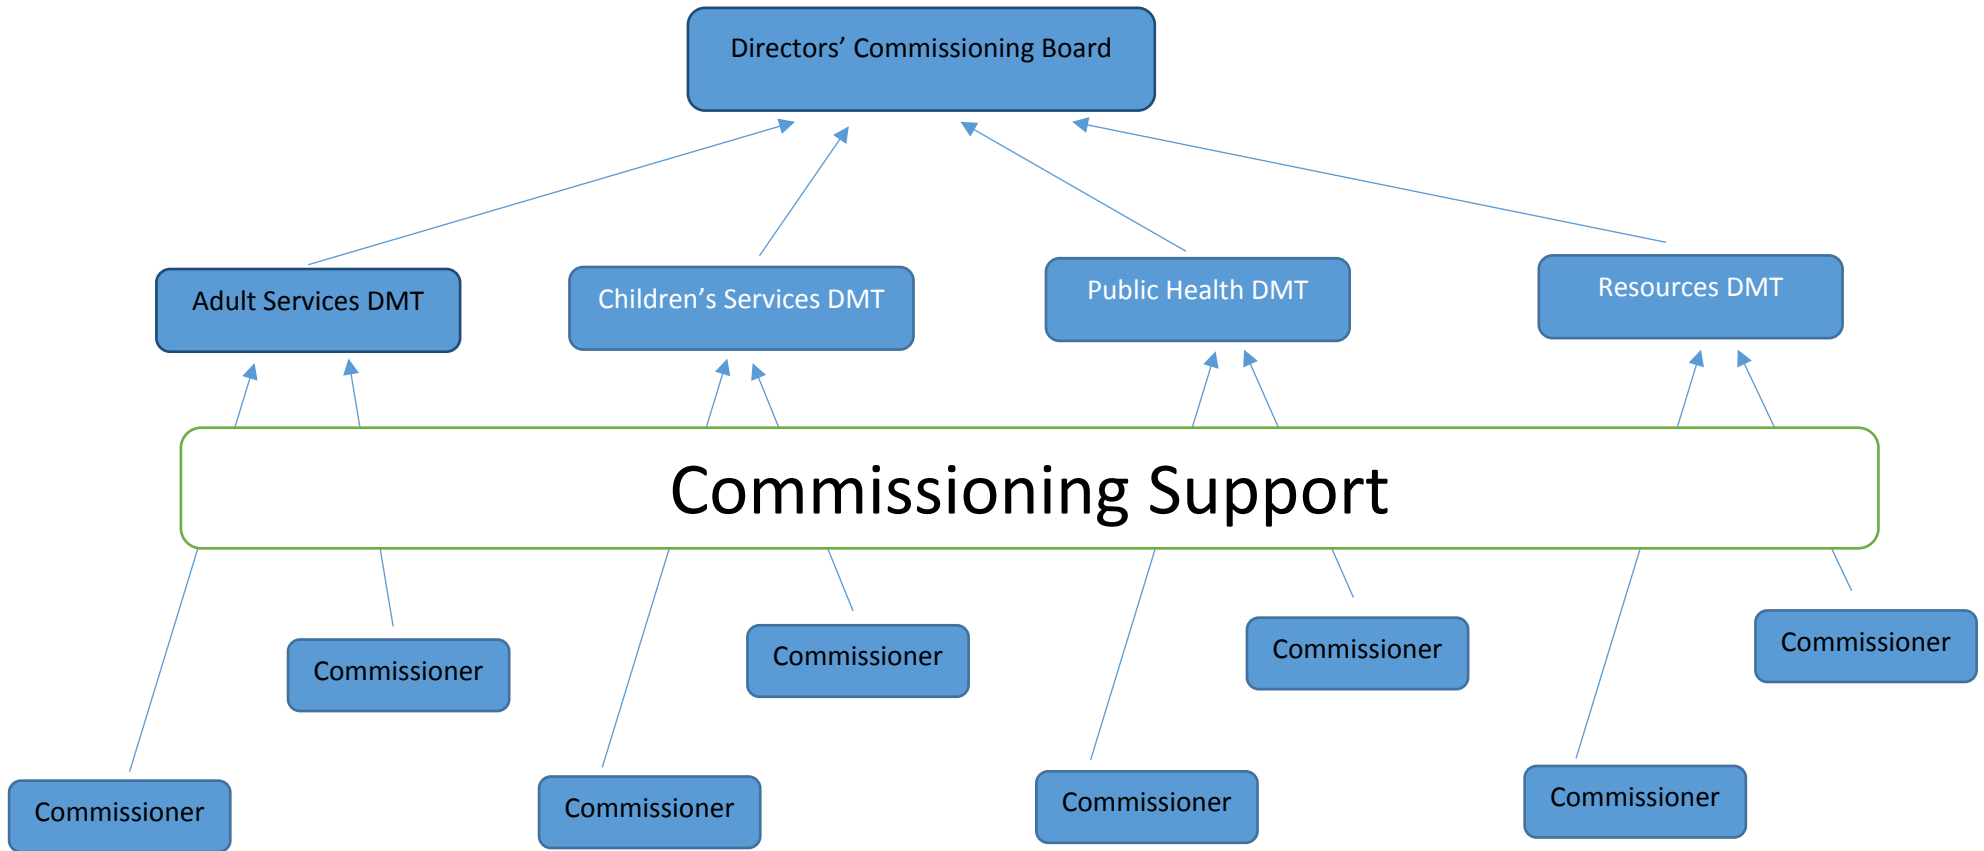 Directors’ Commissioning Board
Adult Services DMT
Children’s Services DMT
Public Health DMT
Resources DMT
Commissioning Support
Commissioner
Commissioner
Commissioner
Commissioner
Commissioner
Commissioner
Commissioner
Commissioner